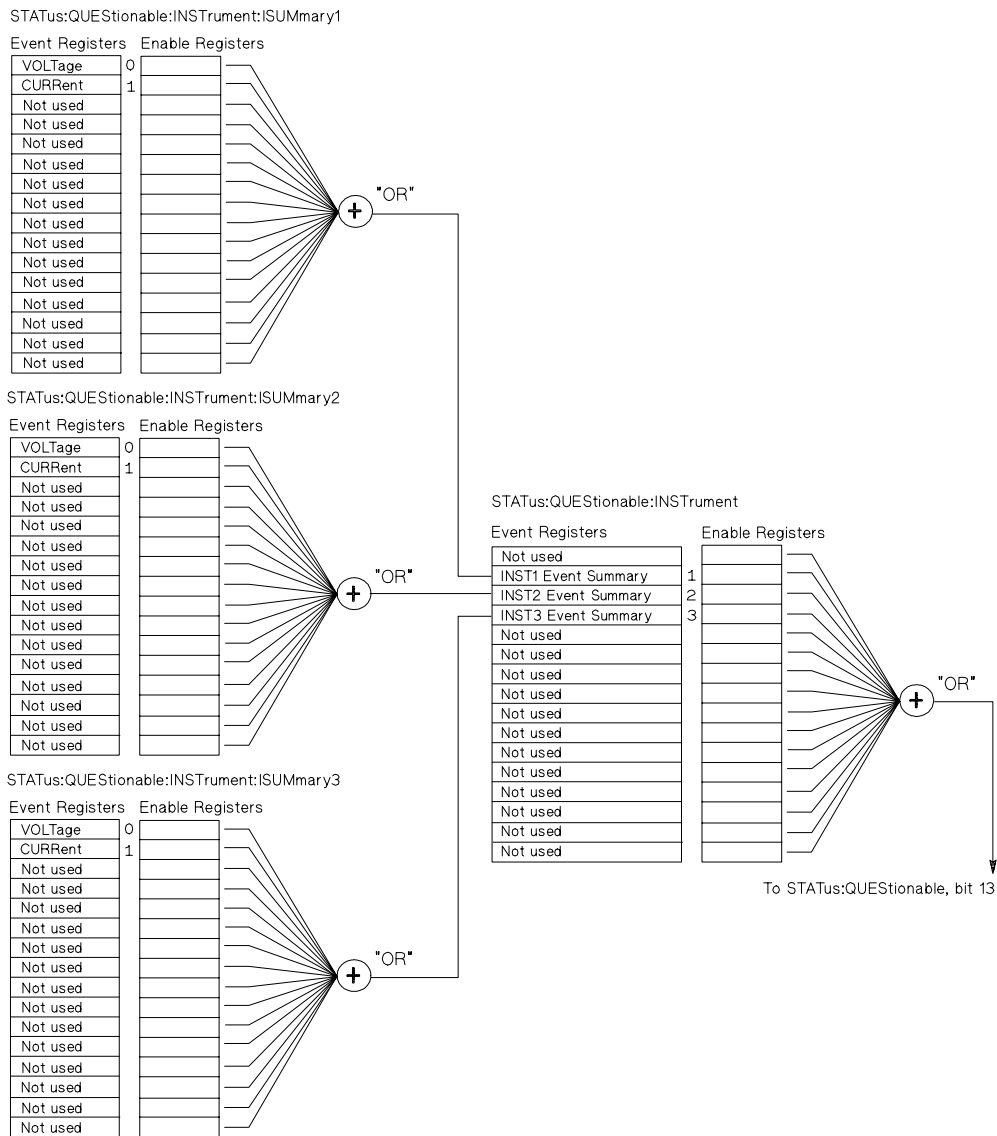 STATus:QUEStionable:INSTrument:ISUMmary1
Event Registers Enable Registers
VOLTage 0
CURRent 1
Not used
Not used
Not used
Not used
Not used
Not used
Not used
Not used
Not used
Not used
Not used
Not used
Not used
Not used
"OR"
+
STATus:QUEStionable:INSTrument:ISUMmary2
Event Registers Enable Registers
VOLTage 0
CURRent 1
Not used
Not used
Not used
Not used
Not used
Not used
Not used
Not used
Not used
Not used
Not used
Not used
Not used
Not used
"OR"
+
STATus:QUEStionable:INSTrument:ISUMmary3
Event Registers Enable Registers
VOLTage 0
CURRent 1
Not used
Not used
Not used
Not used
Not used
Not used
Not used
Not used
Not used
Not used
Not used
Not used
Not used
Not used
"OR"
+
STATus:QUEStionable:INSTrument
Event Registers Enable Registers
Not used
INST1 Event Summary 1
INST2 Event Summary 2
INST3 Event Summary 3
Not used
Not used
Not used
Not used
Not used
Not used
Not used
Not used
Not used
Not used
Not used
Not used
"OR"
+
To STATus:QUEStionable, bit 13